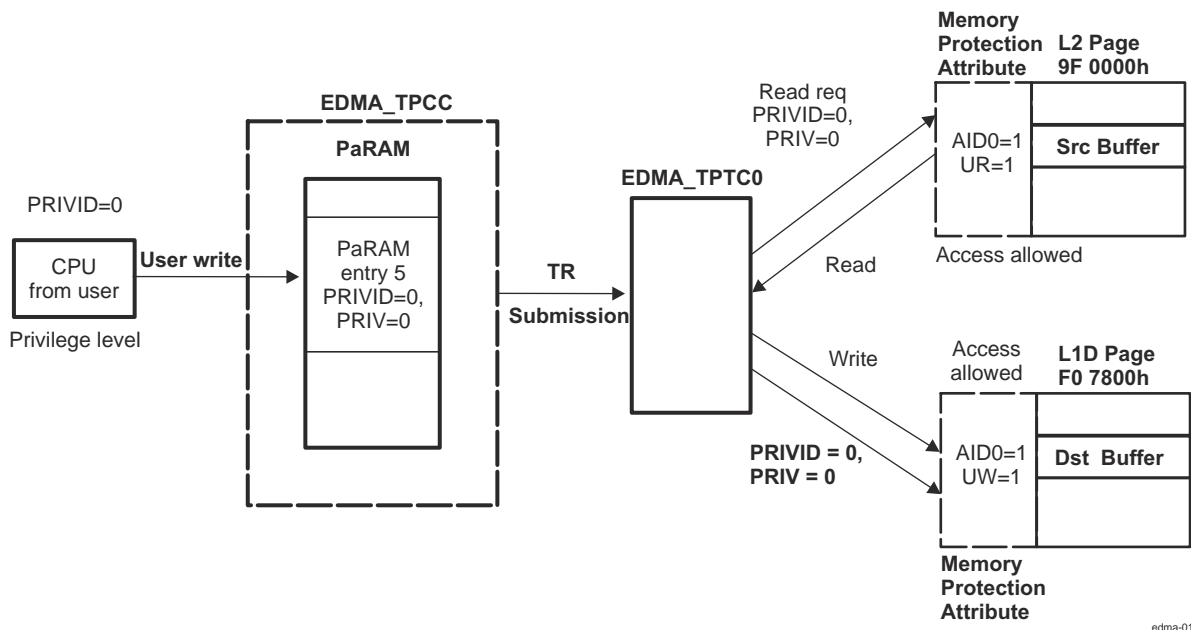 Memory
Protection
Attribute
L2 Page
9F 0000h
Read req
PRIVID=0,
PRIV=0
AID0=1
UR=1
Src Buffer
Access allowed
Read
EDMA_TPCC
PaRAM
EDMA_TPTC0
PRIVID=0
CPU
from user
Privilege level
User write
PaRAM
entry 5
PRIVID=0,
PRIV=0
TR
Submission
Write
PRIVID = 0,
PRIV = 0
Access
allowed
L1D Page
F0 7800h
AID0=1
UW=1
Dst Buffer
Memory
Protection
Attribute
edma-01